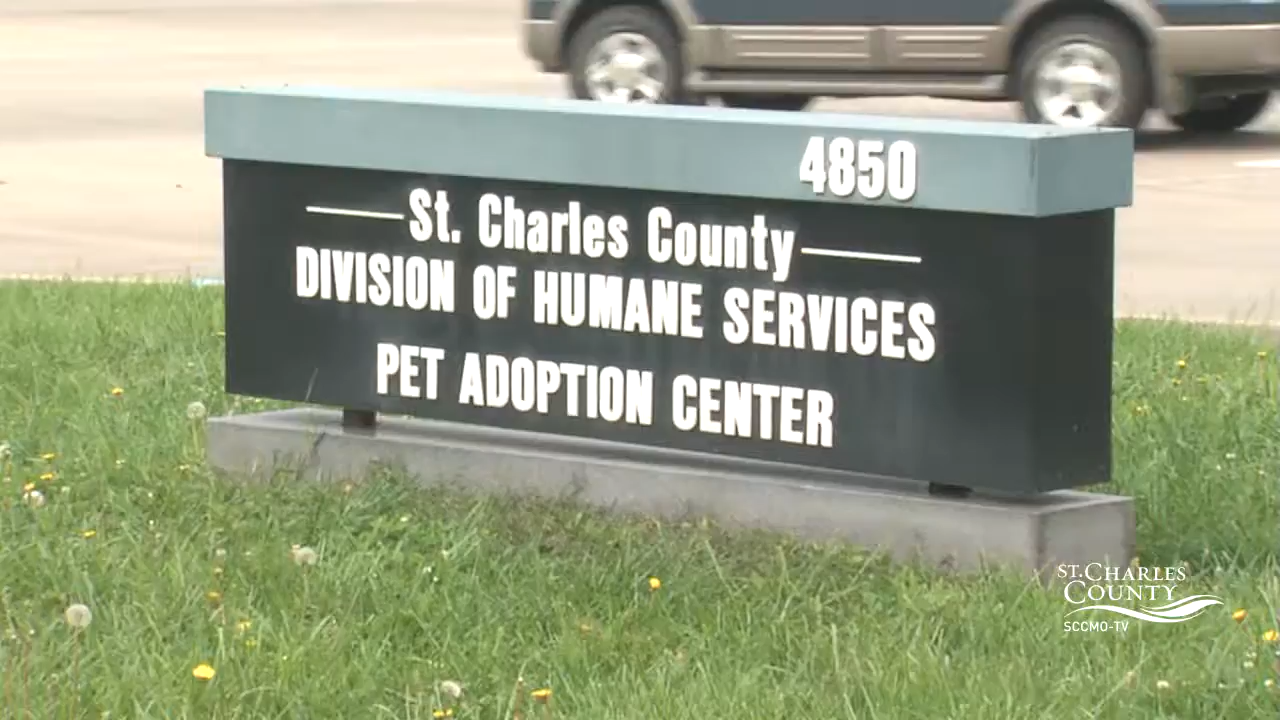 4850
St. Charles County
DIVISION OF HUMANE SERVICES
PET ADOPTION CENTER
ST. CHARLES
COUNTY
SCCMO-TV